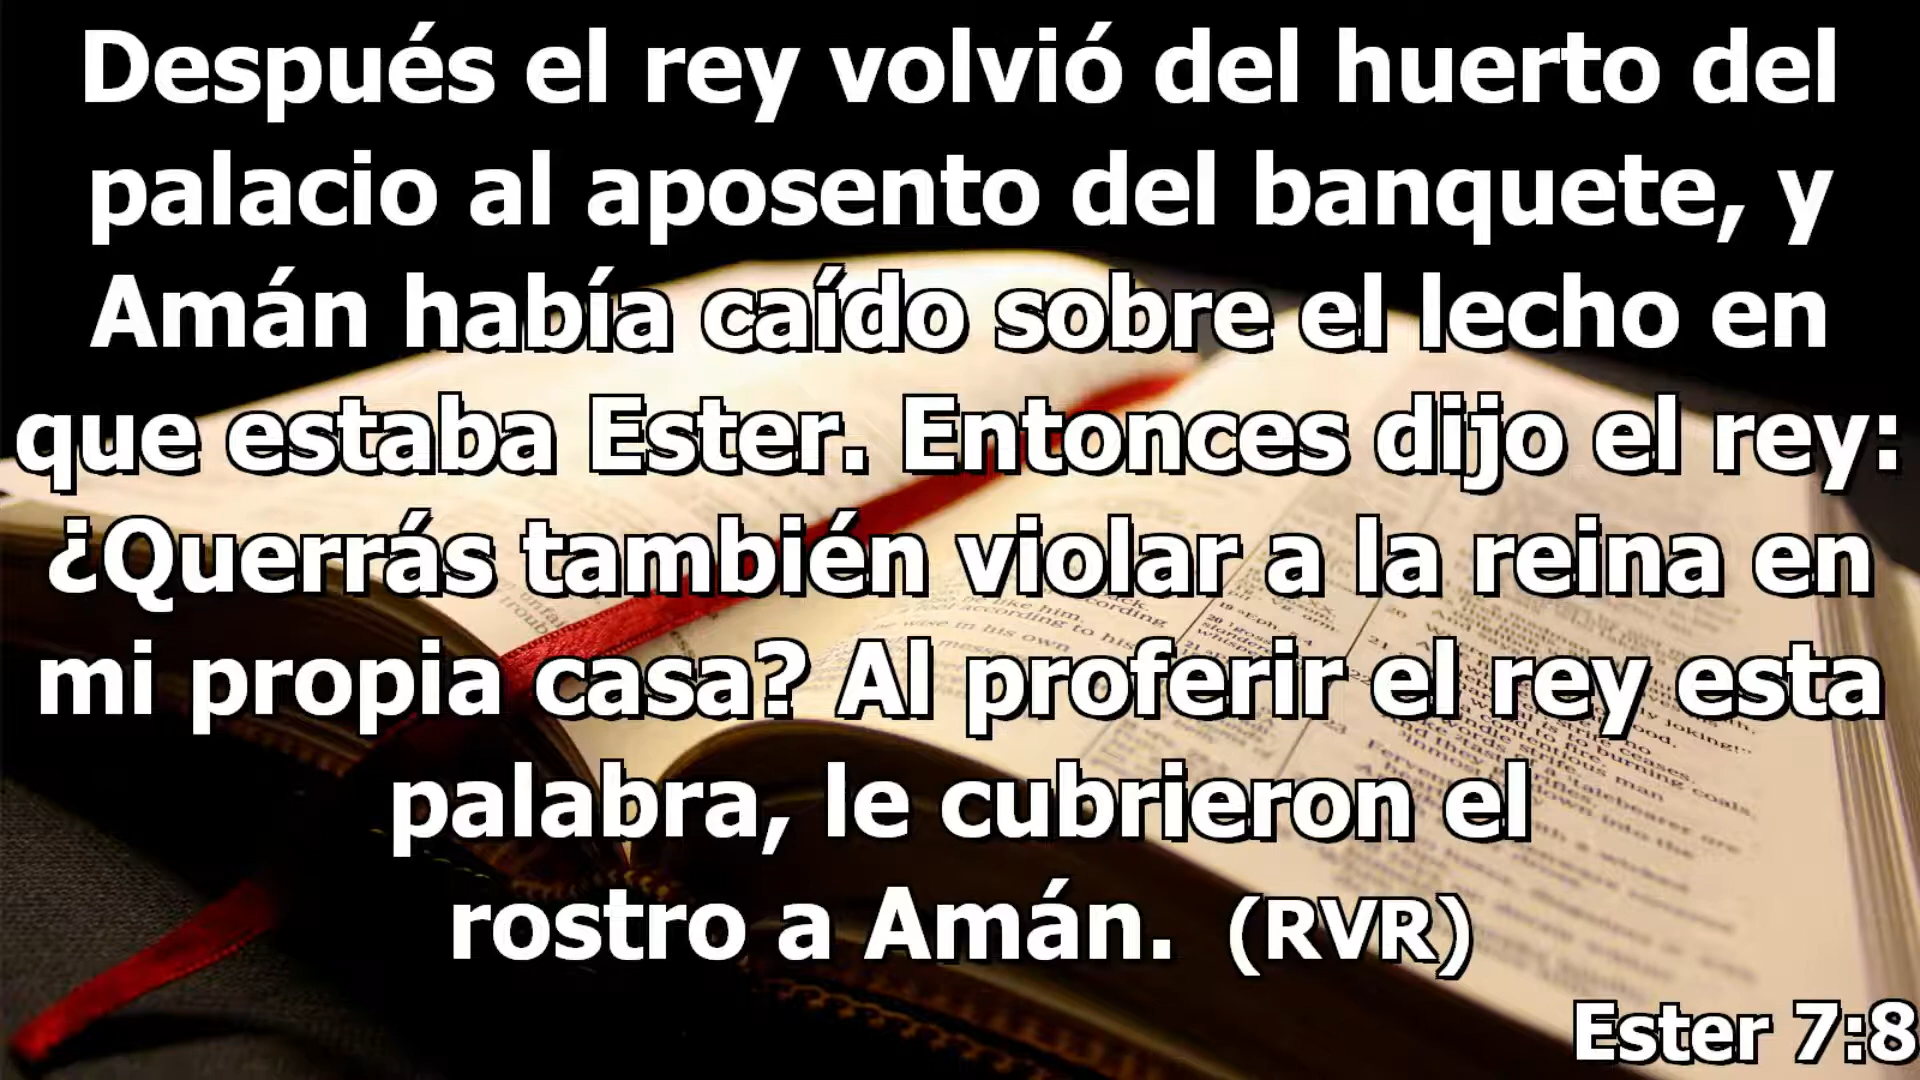 Después el rey volvió del huerto del
palacio al aposento del banquete, y
Amán había caído sobre el lecho en
que estaba Ester. Entonces dijo el rey:
¿Querrás también violar a la reina en
mi propia casa? Al proferir el rey esta
palabra, le cubrieron el
rostro a Amán. (RVR)
Ester 7:8